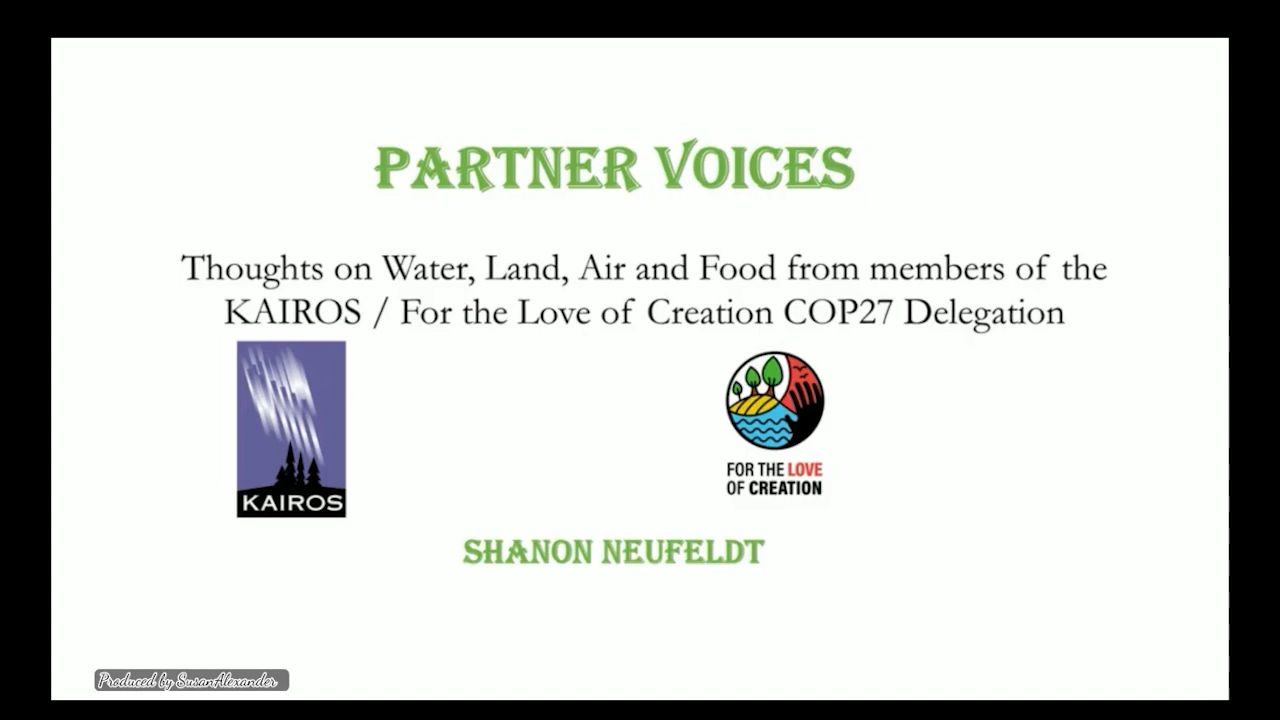 PARTNER VOICES
Thoughts on Water, Land, Air and Food from members of the
KAIROS / For the Love of Creation COP27 Delegation
KAIROS
FOR THE LOVE
OF CREATION
SHANON NEUFELDT
Produced by SusanAlexander